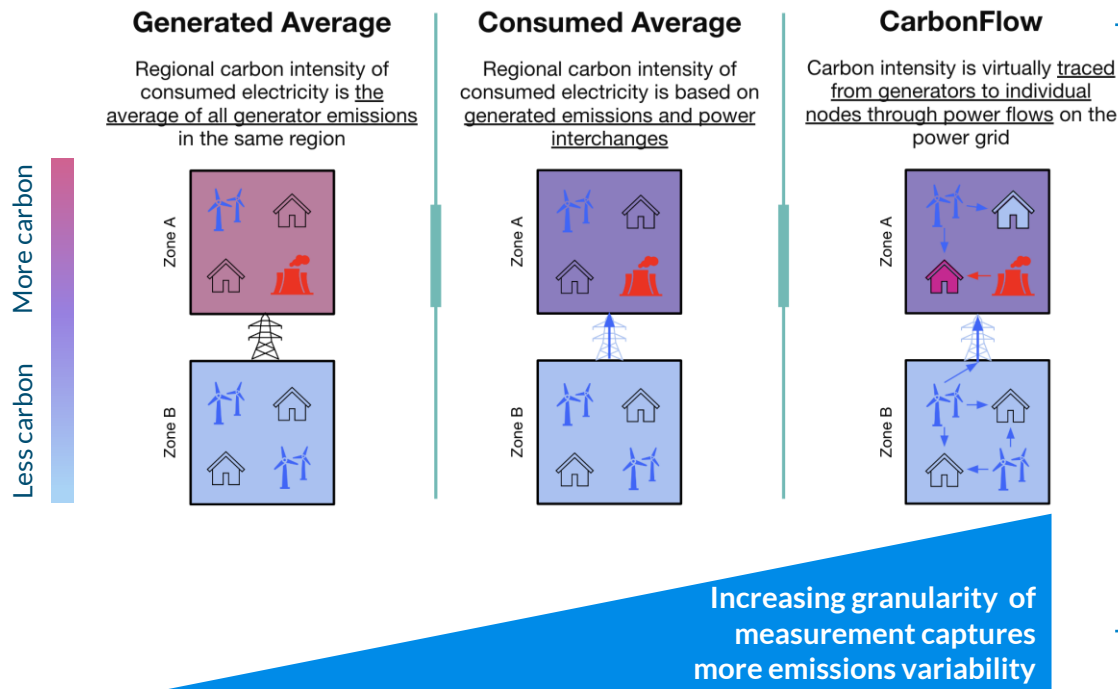 Generated Average
Regional carbon intensity of
consumed electricity is the
average of all generator emissions
in the same region
Consumed Average
Regional carbon intensity of
consumed electricity is based on
generated emissions and power
interchanges
CarbonFlow
Carbon intensity is virtually traced
from generators to individual
nodes through power flows on the
power grid
More carbon
Less carbon
Zone A
Zone B
Zone A
Zone B
Zone A
Zone B
Increasing granularity of
measurement captures
more emissions variability